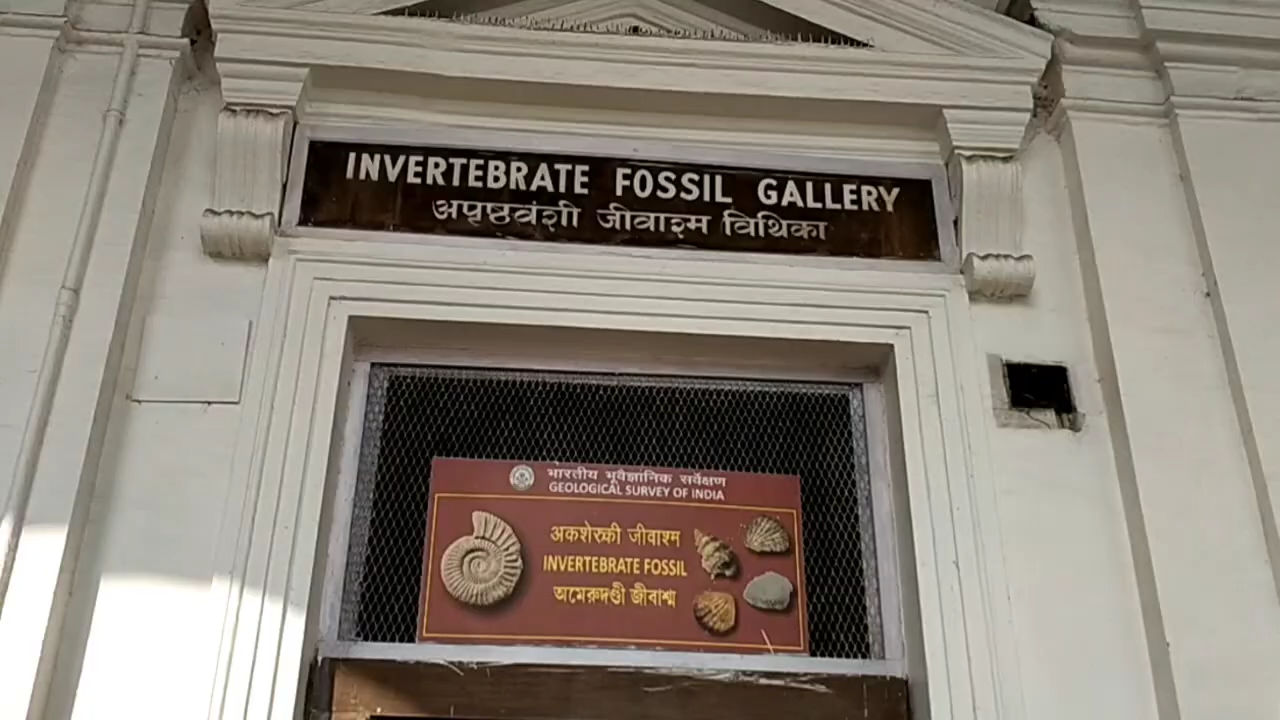 INVERTEBRATE FOSSIL GALLERY
अपृष्ठवंशी जीवाश्म विथिका
भारतीय भूवैज्ञानिक सर्वेक्षण
GEOLOGICAL SURVEY OF INDIA
अकशेरुकी जीवाश्म
INVERTEBRATE FOSSIL
অমেরুদণ্ডী জীবাশ্ম